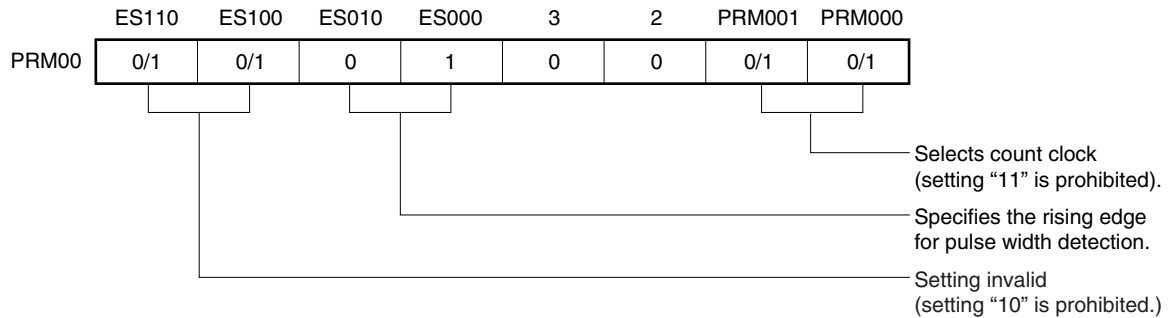 ES110 ES100 ES010 ES000 3 2 PRM001 PRM000
PRM00 0/1 0/1 0 1 0 0 0/1 0/1
Selects count clock
(setting “11” is prohibited).
Specifies the rising edge
for pulse width detection.
Setting invalid
(setting “10” is prohibited.)